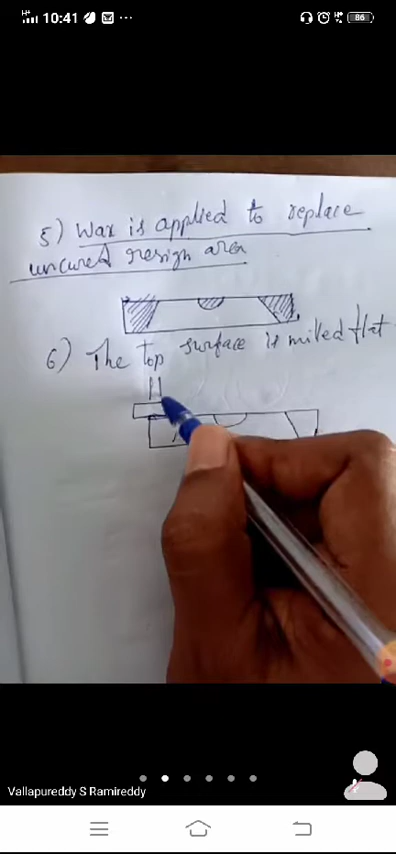 10:41
86
5) Wax is applied to replace
uncured resign area
6) The top surface is milled flat
Vallapureddy S Ramireddy